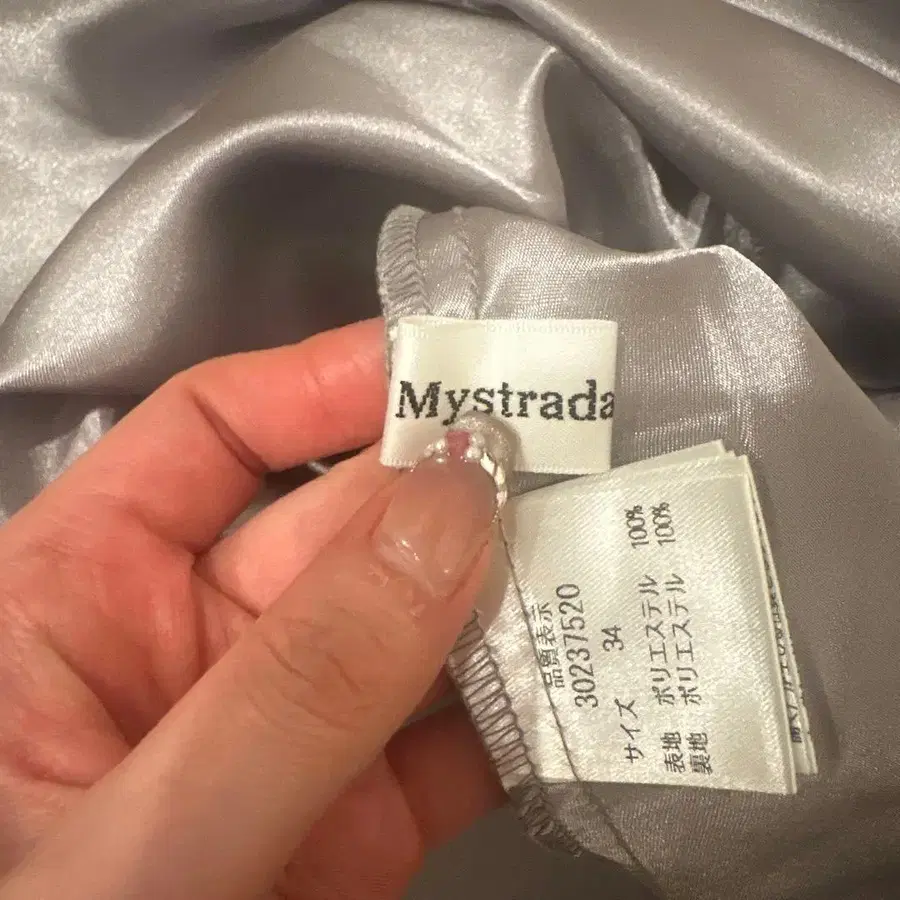 Mystrada
品質表示
30237520
サイズ 34
表地 ポリエステル 100%
裏地 ポリエステル 100%